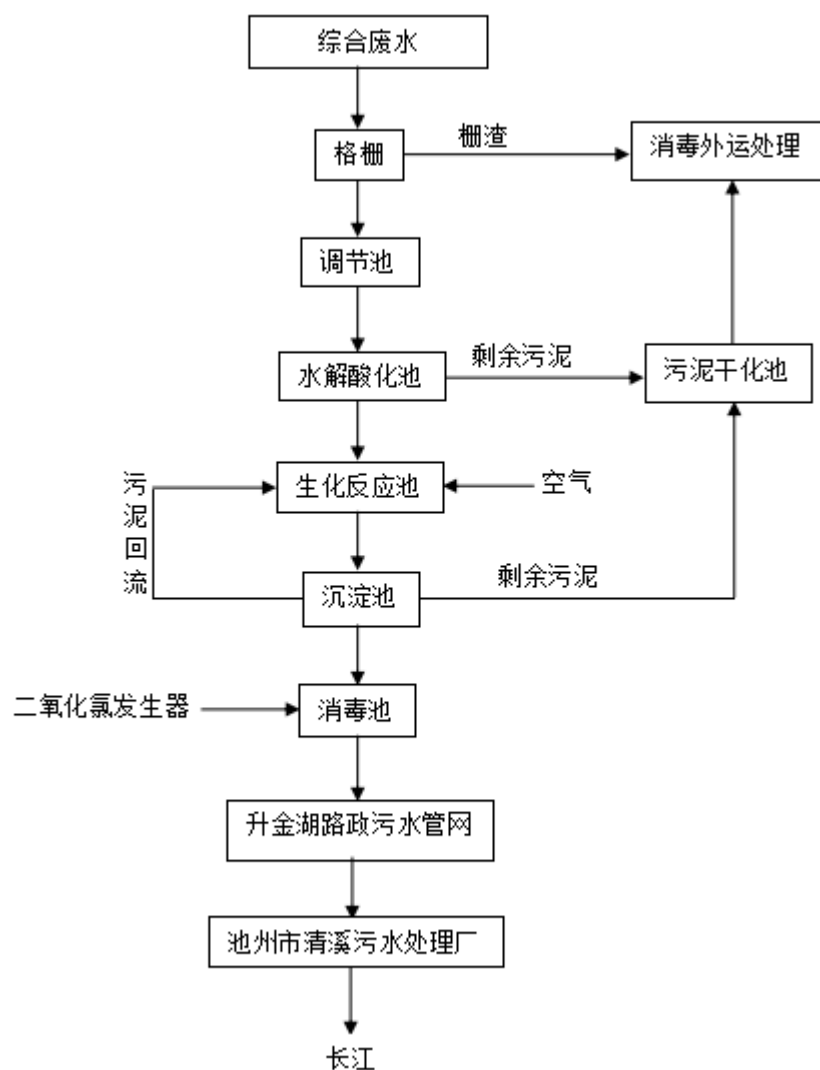 综合废水
格栅
栅渣
消毒外运处理
调节池
水解酸化池
剩余污泥
污泥干化池
污泥回流
生化反应池
空气
沉淀池
剩余污泥
二氧化氯发生器
消毒池
升金湖路政污水管网
池州市清溪污水处理厂
长江